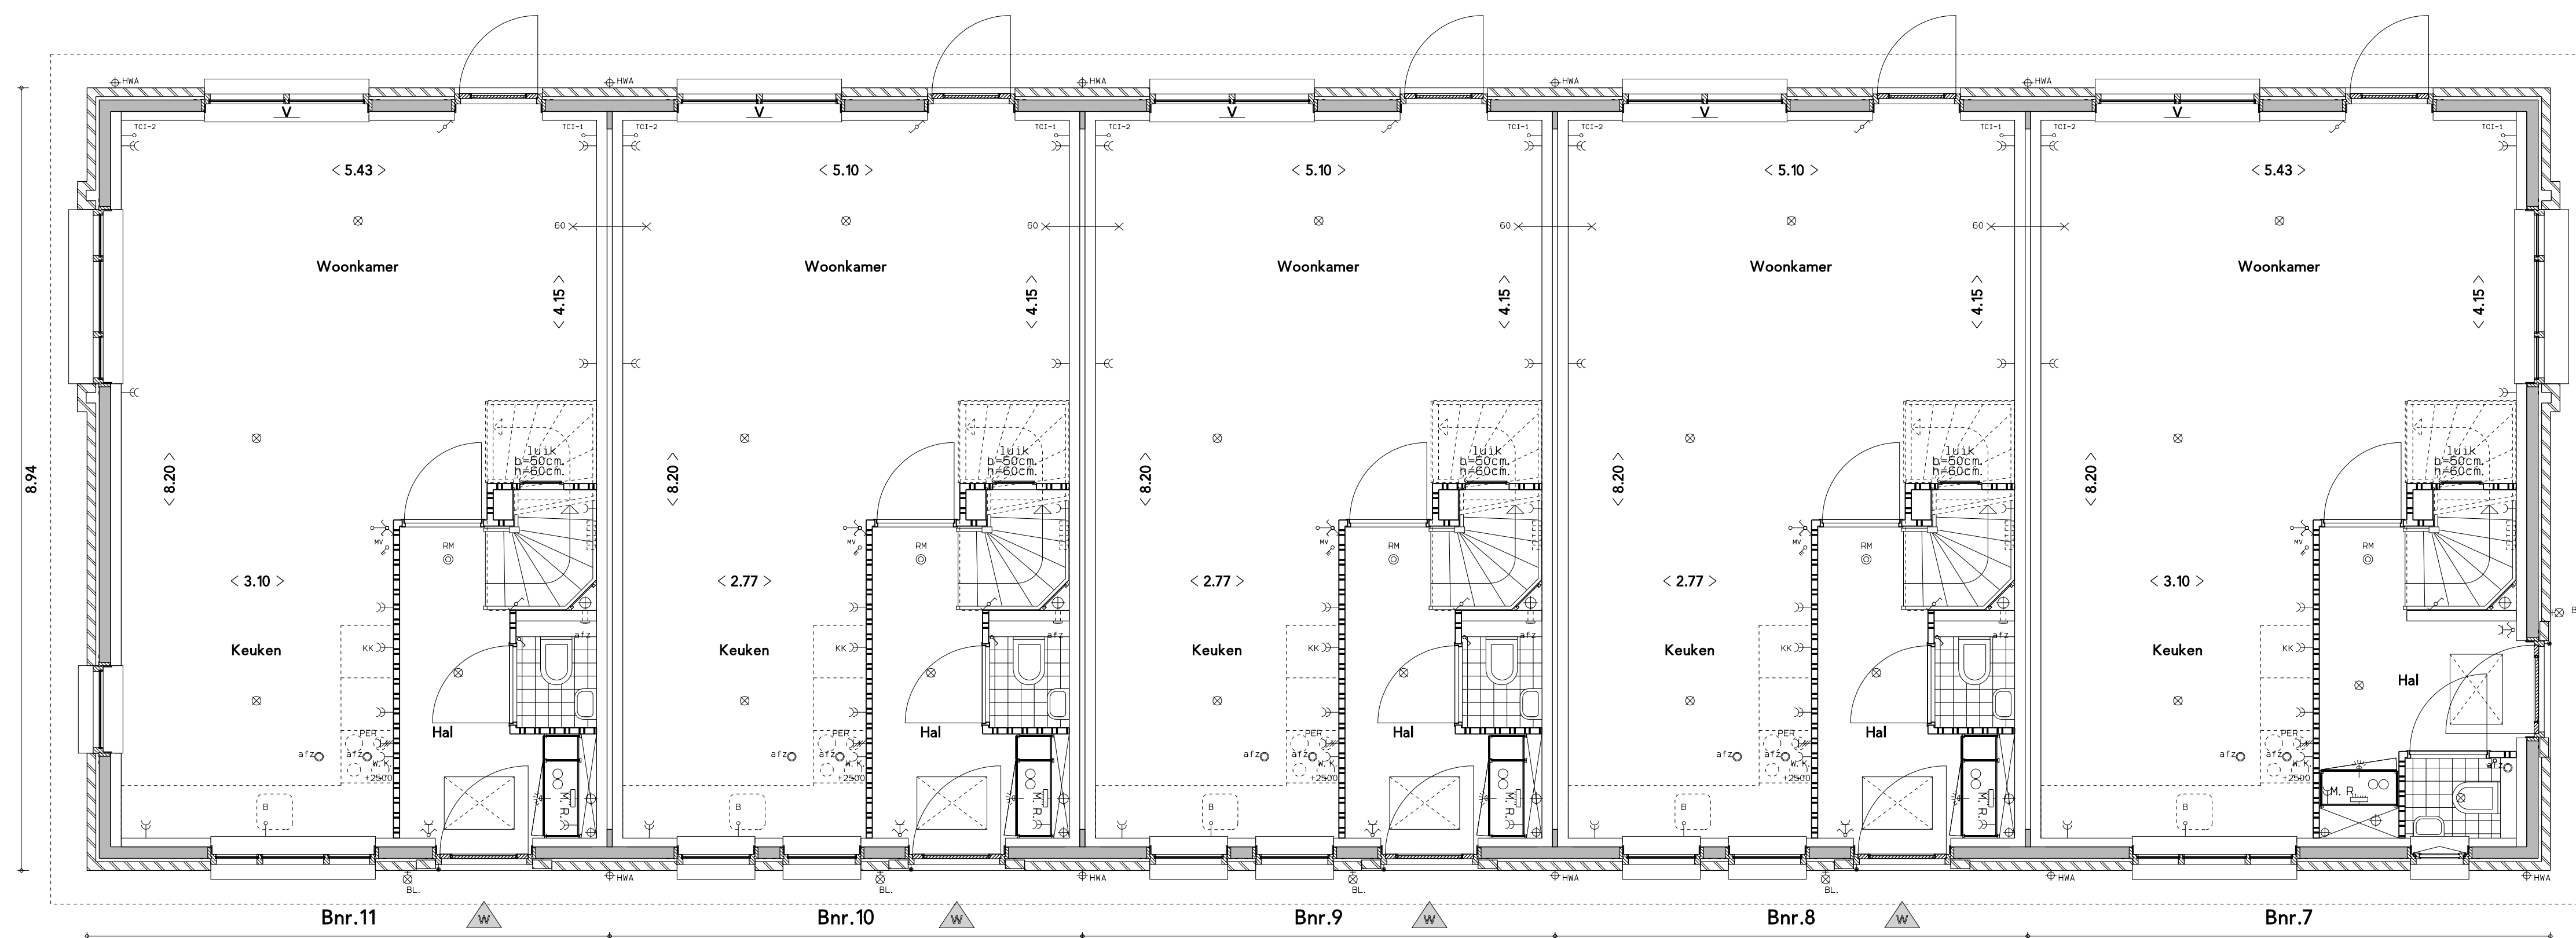 HWA HWA HWA HWA HWA
V V V V V
TCI-2 TCI-1 TCI-2 TCI-1 TCI-2 TCI-1 TCI-2 TCI-1 TCI-2 TCI-1
< 5.43 > < 5.10 > < 5.10 > < 5.10 > < 5.43 >
60 60 60 60
Woonkamer Woonkamer Woonkamer Woonkamer Woonkamer
< 4.15 > < 4.15 > < 4.15 > < 4.15 > < 4.15 >
luik luik luik luik luik
b=50cm. b=50cm. b=50cm. b=50cm. b=50cm.
h=60cm. h=60cm. h=60cm. h=60cm. h=60cm.
8.94 < 8.20 > < 8.20 > < 8.20 > < 8.20 > < 8.20 >
MV RM MV RM MV RM MV RM MV RM
< 3.10 > < 2.77 > < 2.77 > < 2.77 > < 3.10 >
B
afz afz afz afz
Keuken KK Keuken KK Keuken KK Keuken KK Keuken KK
Hal
Hal Hal Hal Hal
PER PER PER PER PER
afz afz afz afz afz afz afz afz afz afz afz
W.K. W.K. W.K. W.K. W.K.
+2500 +2500 +2500 +2500 +2500
M.R. M.R. M.R. M.R. M.R.
B B B B B
HWA HWA HWA HWA HWA
BL. BL. BL. BL.
Bnr.11 W Bnr.10 W Bnr.9 W Bnr.8 W Bnr.7